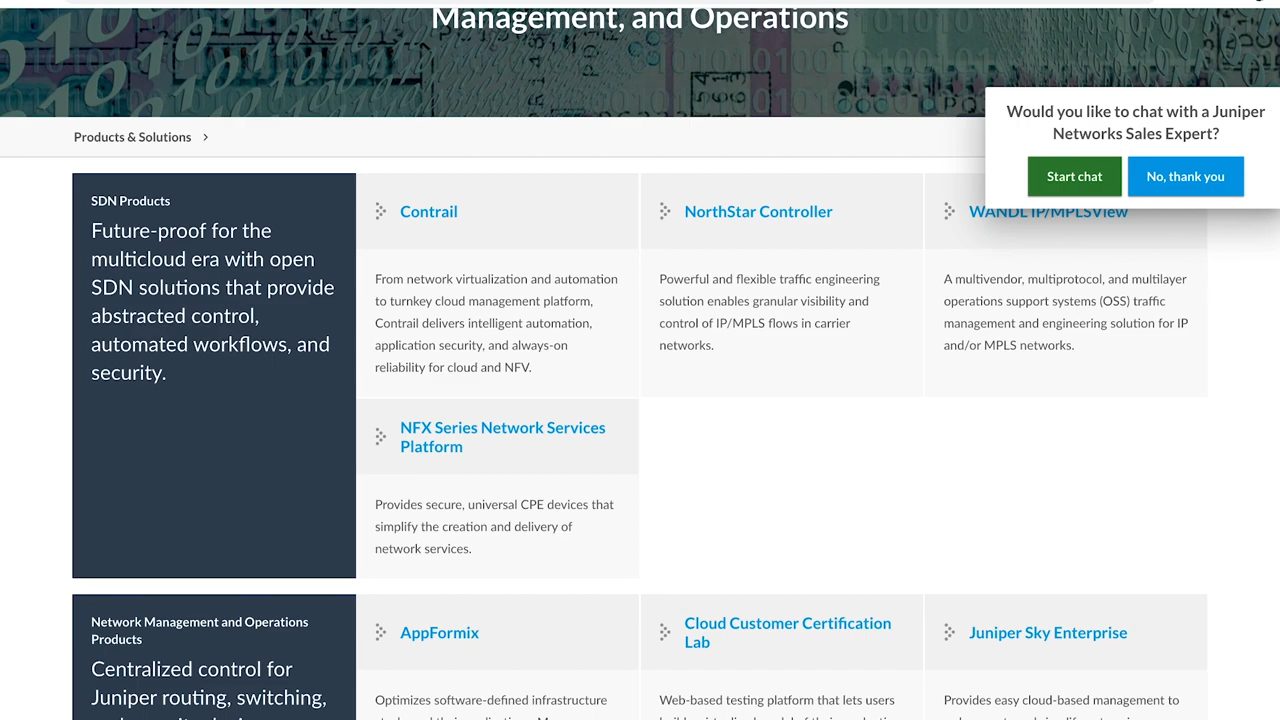 Management, and Operations
Would you like to chat with a Juniper
Networks Sales Expert?
Start chat
No, thank you
Products & Solutions
SDN Products
Future-proof for the
multicloud era with open
SDN solutions that provide
abstracted control,
automated workflows, and
security.
Contrail
From network virtualization and automation
to turnkey cloud management platform,
Contrail delivers intelligent automation,
application security, and always-on
reliability for cloud and NFV.
NorthStar Controller
Powerful and flexible traffic engineering
solution enables granular visibility and
control of IP/MPLS flows in carrier
networks.
WANDL IP/MPLSView
A multivendor, multiprotocol, and multilayer
operations support systems (OSS) traffic
management and engineering solution for IP
and/or MPLS networks.
NFX Series Network Services
Platform
Provides secure, universal CPE devices that
simplify the creation and delivery of
network services.
Network Management and Operations
Products
Centralized control for
Juniper routing, switching,
AppFormix
Optimizes software-defined infrastructure
Cloud Customer Certification
Lab
Web-based testing platform that lets users
Juniper Sky Enterprise
Provides easy cloud-based management to